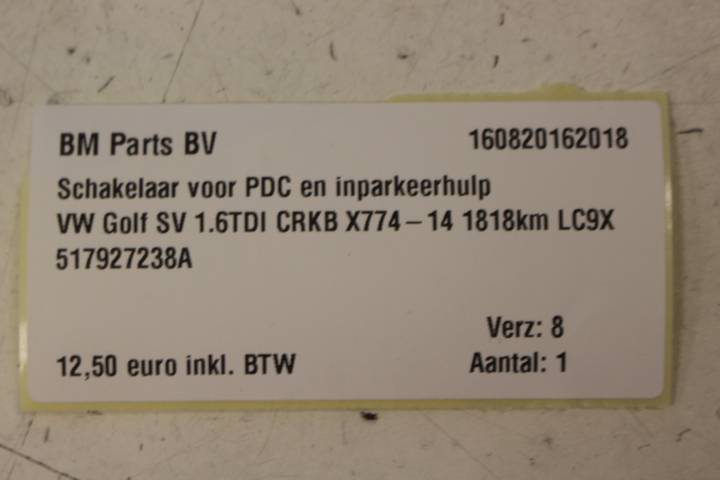 BM Parts BV 160820162018
Schakelaar voor PDC en inparkeerhulp
VW Golf SV 1.6TDI CRKB X774-14 1818km LC9X
517927238A
Verz: 8
12,50 euro inkl. BTW Aantal: 1